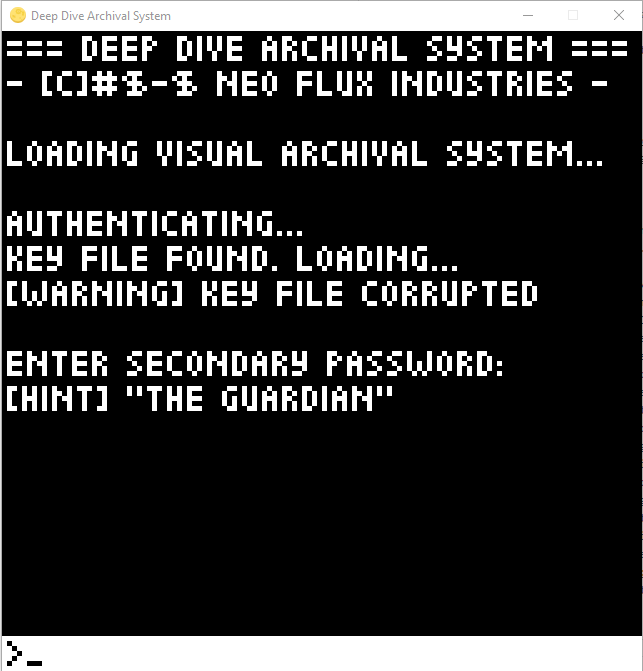 Deep Dive Archival System
=== DEEP DIVE ARCHIVAL SYSTEM ===
- [C]#$-$ NEO FLUX INDUSTRIES -
LOADING VISUAL ARCHIVAL SYSTEM...
AUTHENTICATING...
KEY FILE FOUND. LOADING...
[WARNING] KEY FILE CORRUPTED
ENTER SECONDARY PASSWORD:
[HINT] "THE GUARDIAN"
>_